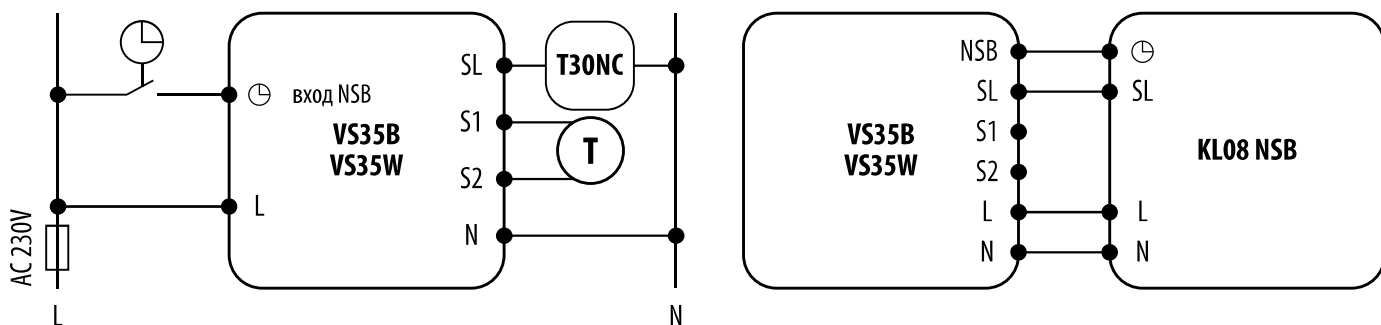 AC 230V
L
вход NSB
L
VS35B
VS35W
SL
S1
S2
N
T30NC
T
N
VS35B
VS35W
NSB
SL
S1
S2
L
N
SL
L
N
KL08 NSB